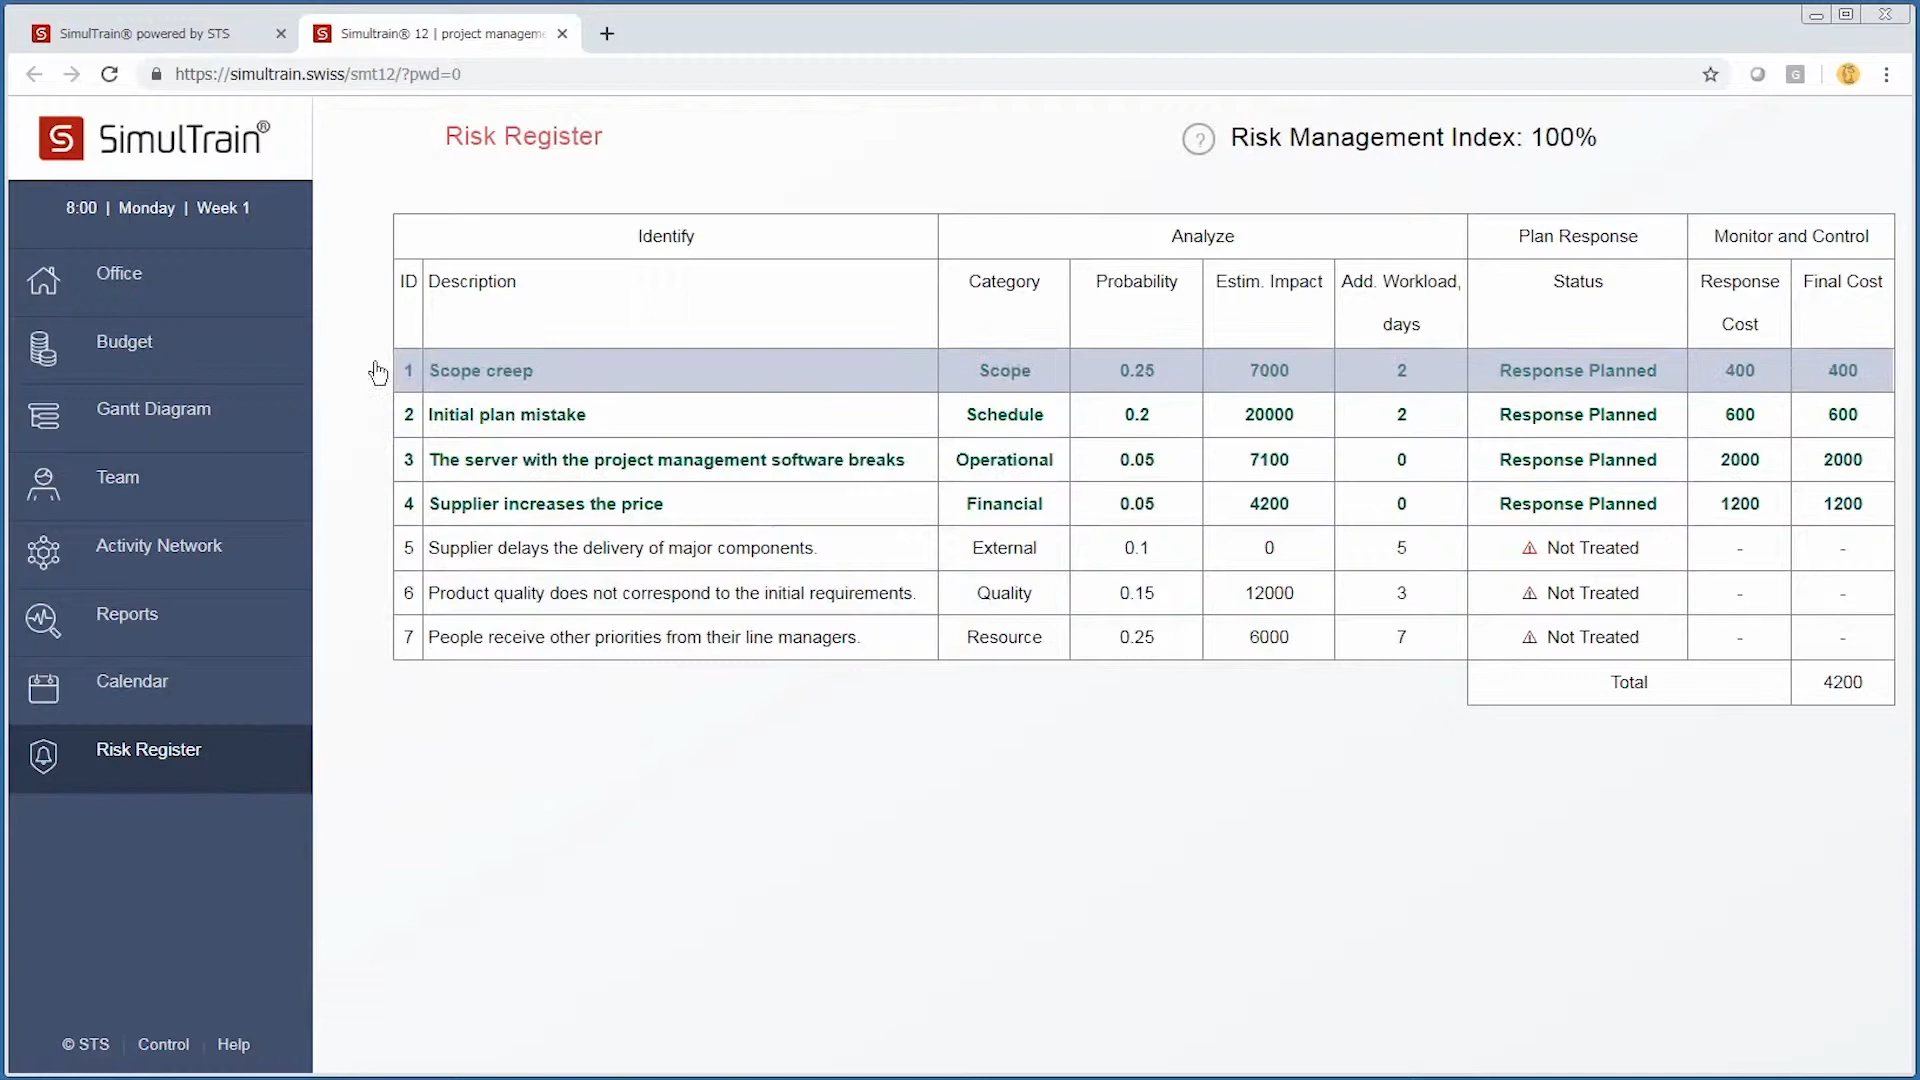 SimulTrain® powered by STS
Simultrain® 12 | project manageme
https://simultrain.swiss/smt12/?pwd=0
SimulTrain®
8:00 | Monday | Week 1
Office
Budget
Gantt Diagram
Team
Activity Network
Reports
Calendar
Risk Register
© STS Control Help
Risk Register
? Risk Management Index: 100%
Identify Analyze Plan Response Monitor and Control
ID Description Category Probability Estim. Impact Add. Workload, days Status Response Cost Final Cost
1 Scope creep Scope 0.25 7000 2 Response Planned 400 400
2 Initial plan mistake Schedule 0.2 20000 2 Response Planned 600 600
3 The server with the project management software breaks Operational 0.05 7100 0 Response Planned 2000 2000
4 Supplier increases the price Financial 0.05 4200 0 Response Planned 1200 1200
5 Supplier delays the delivery of major components. External 0.1 0 5 Not Treated - -
6 Product quality does not correspond to the initial requirements. Quality 0.15 12000 3 Not Treated - -
7 People receive other priorities from their line managers. Resource 0.25 6000 7 Not Treated - -
Total 4200